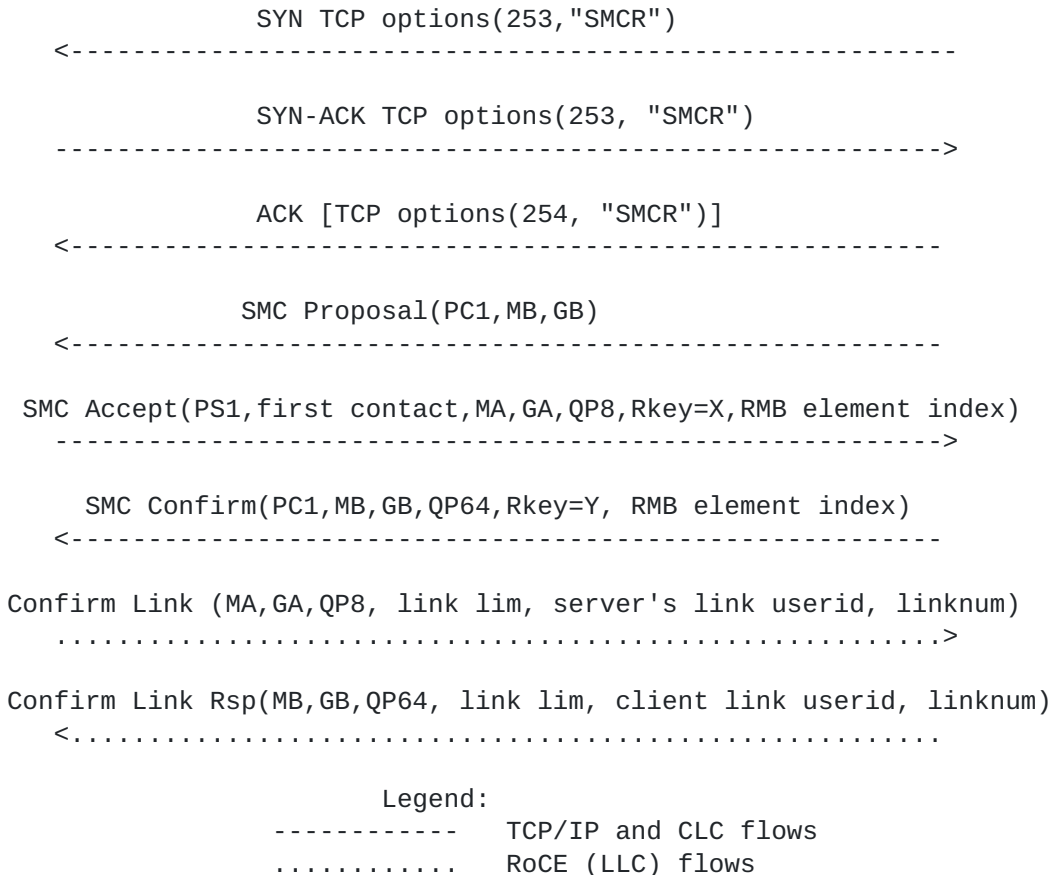 SYN TCP options(253,"SMCR")
<---------------------------------------------------------
SYN-ACK TCP options(253, "SMCR")
--------------------------------------------------------->
ACK [TCP options(254, "SMCR")]
<--------------------------------------------------------
SMC Proposal(PC1,MB,GB)
<--------------------------------------------------------
SMC Accept(PS1,first contact,MA,GA,QP8,Rkey=X,RMB element index)
--------------------------------------------------------->
SMC Confirm(PC1,MB,GB,QP64,Rkey=Y, RMB element index)
<--------------------------------------------------------
Confirm Link (MA,GA,QP8, link lim, server's link userid, linknum)
.........................................................>
Confirm Link Rsp(MB,GB,QP64, link lim, client link userid, linknum)
<........................................................
Legend:
------------ TCP/IP and CLC flows
............ RoCE (LLC) flows